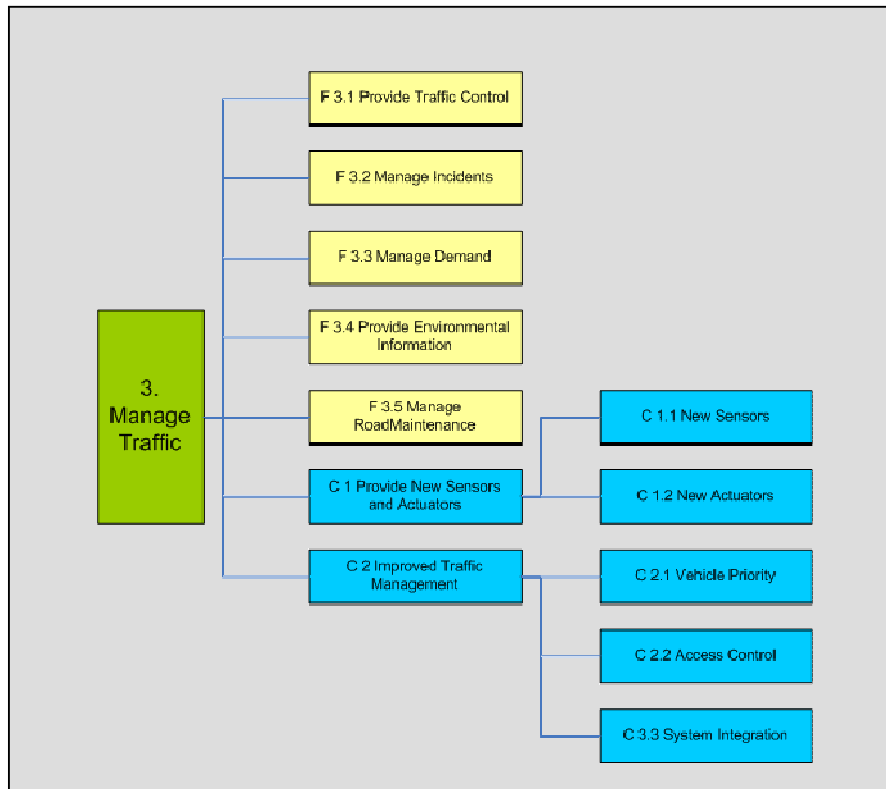 F 3.1 Provide Traffic Control
F 3.2 Manage Incidents
F 3.3 Manage Demand
F 3.4 Provide Environmental
Information
3.
Manage
Traffic
F 3.5 Manage
RoadMaintenance
C 1.1 New Sensors
C 1 Provide New Sensors
and Actuators
C 1.2 New Actuators
C 2 Improved Traffic
Management
C 2.1 Vehicle Priority
C 2.2 Access Control
C 3.3 System Integration